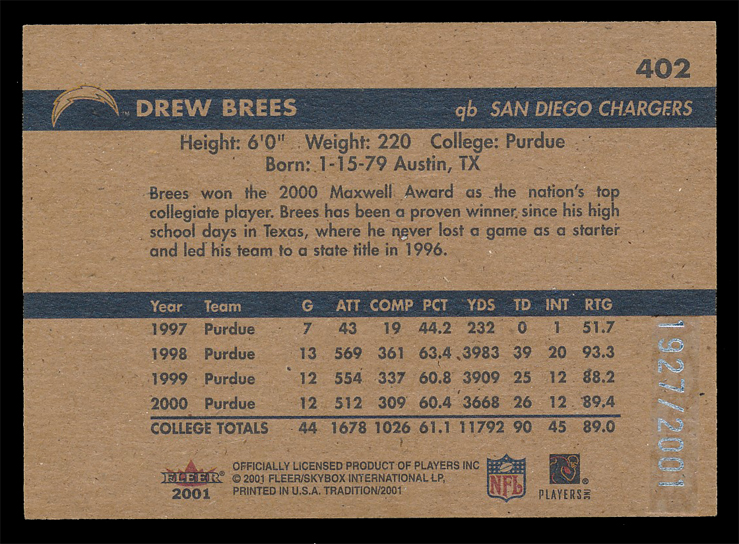 402
DREW BREES qb SAN DIEGO CHARGERS
Height: 6'0" Weight: 220 College: Purdue
Born: 1-15-79 Austin, TX
Brees won the 2000 Maxwell Award as the nation's top
collegiate player. Brees has been a proven winner since his high
school days in Texas, where he never lost a game as a starter
and led his team to a state title in 1996.
Year Team G ATT COMP PCT YDS TD INT RTG
1997 Purdue 7 43 19 44.2 232 0 1 51.7
1998 Purdue 13 569 361 63.4 3983 39 20 93.3
1999 Purdue 12 554 337 60.8 3909 25 12 88.2
2000 Purdue 12 512 309 60.4 3668 26 12 89.4
COLLEGE TOTALS 44 1678 1026 61.1 11792 90 45 89.0
1927/2001
FLEER
2001
OFFICIALLY LICENSED PRODUCT OF PLAYERS INC
© 2001 FLEER/SKYBOX INTERNATIONAL LP.
PRINTED IN U.S.A. TRADITION/2001
NFL
PLAYERS INC